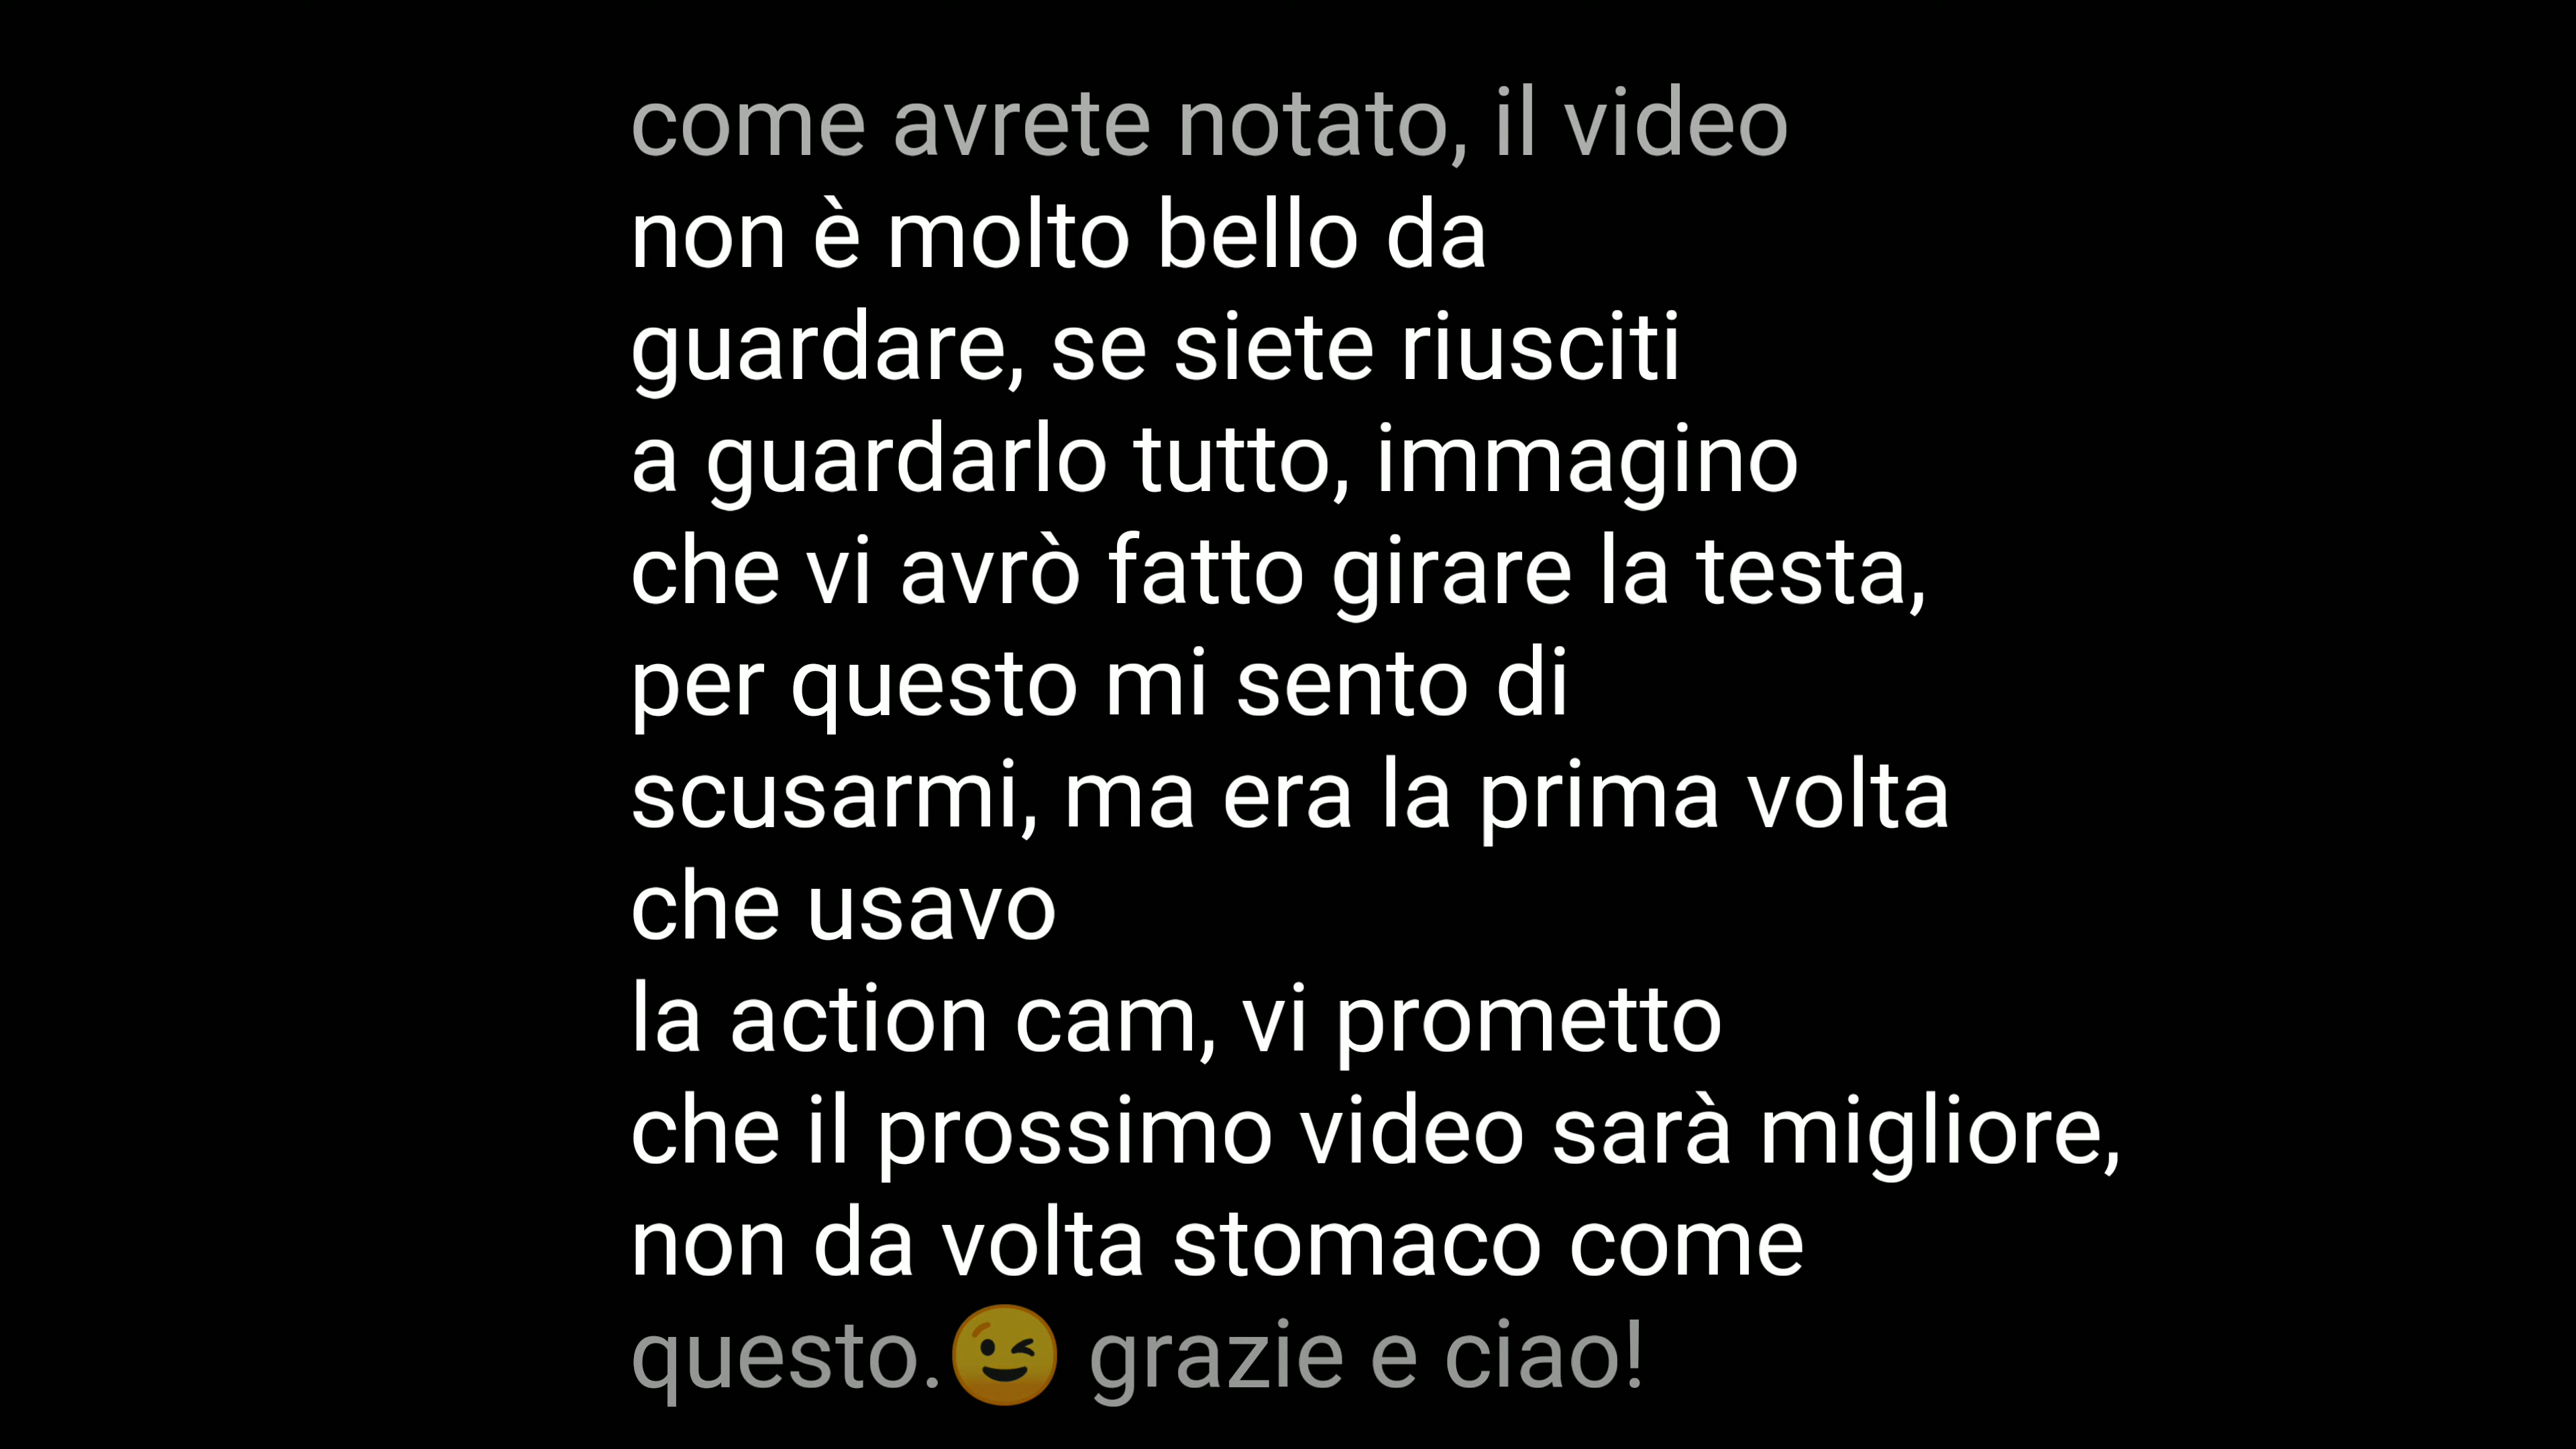 come avrete notato, il video
non è molto bello da
guardare, se siete riusciti
a guardarlo tutto, immagino
che vi avrò fatto girare la testa,
per questo mi sento di
scusarmi, ma era la prima volta
che usavo
la action cam, vi prometto
che il prossimo video sarà migliore,
non da volta stomaco come
questo.😉 grazie e ciao!